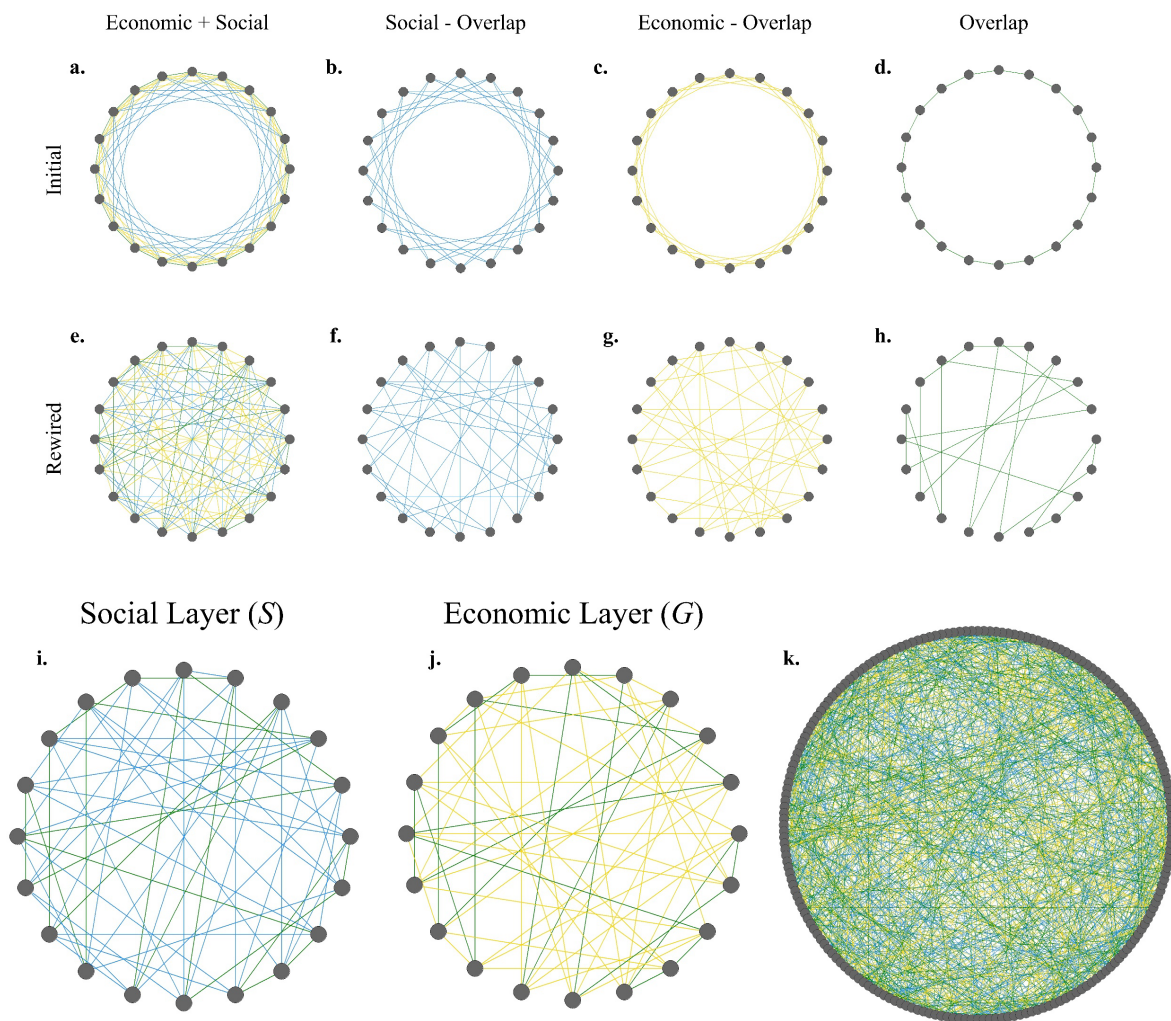 Economic + Social
Social - Overlap
Economic - Overlap
Overlap
a.
b.
c.
d.
Initial
e.
f.
g.
h.
Rewired
Social Layer (S)
Economic Layer (G)
i.
j.
k.